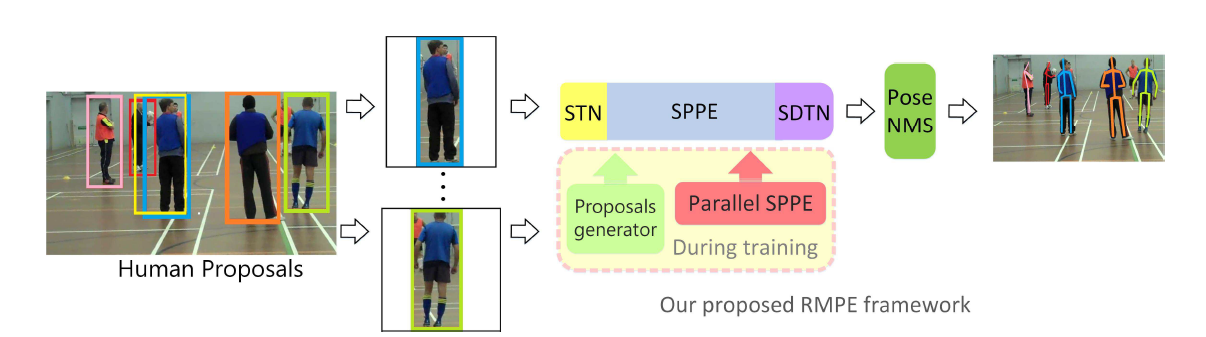 Human Proposals
STN
SPPE
SDTN
Proposals
generator
Parallel SPPE
During training
Pose
NMS
Our proposed RMPE framework